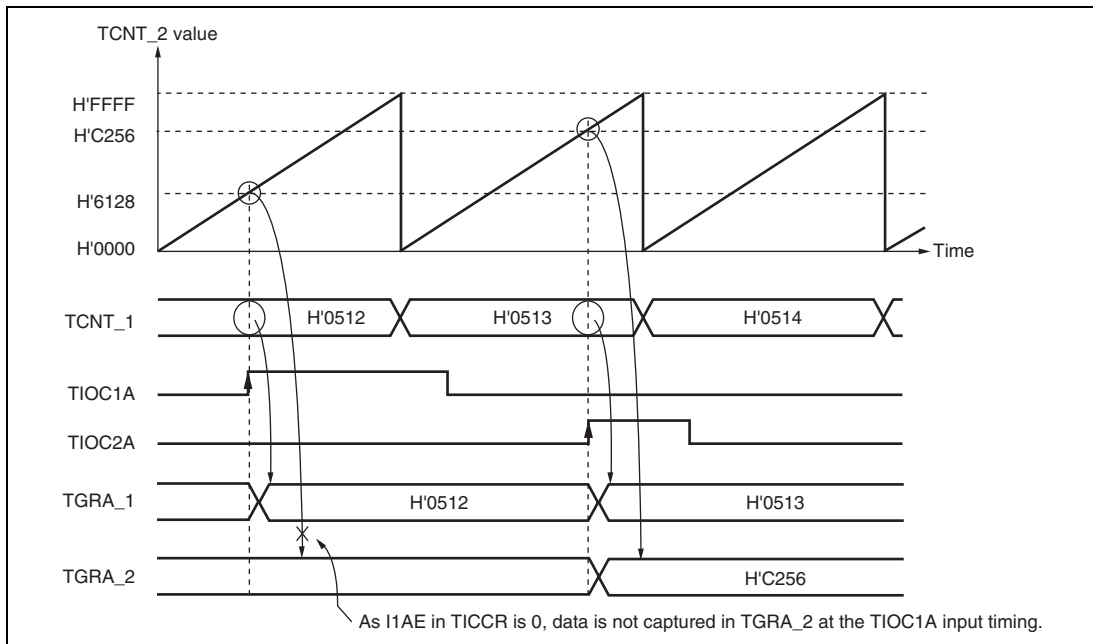 TCNT_2 value
H'FFFF
H'C256
H'6128
H'0000
Time
TCNT_1
H'0512
H'0513
H'0514
TIOC1A
TIOC2A
TGRA_1
H'0512
H'0513
TGRA_2
H'C256
As I1AE in TICCR is 0, data is not captured in TGRA_2 at the TIOC1A input timing.